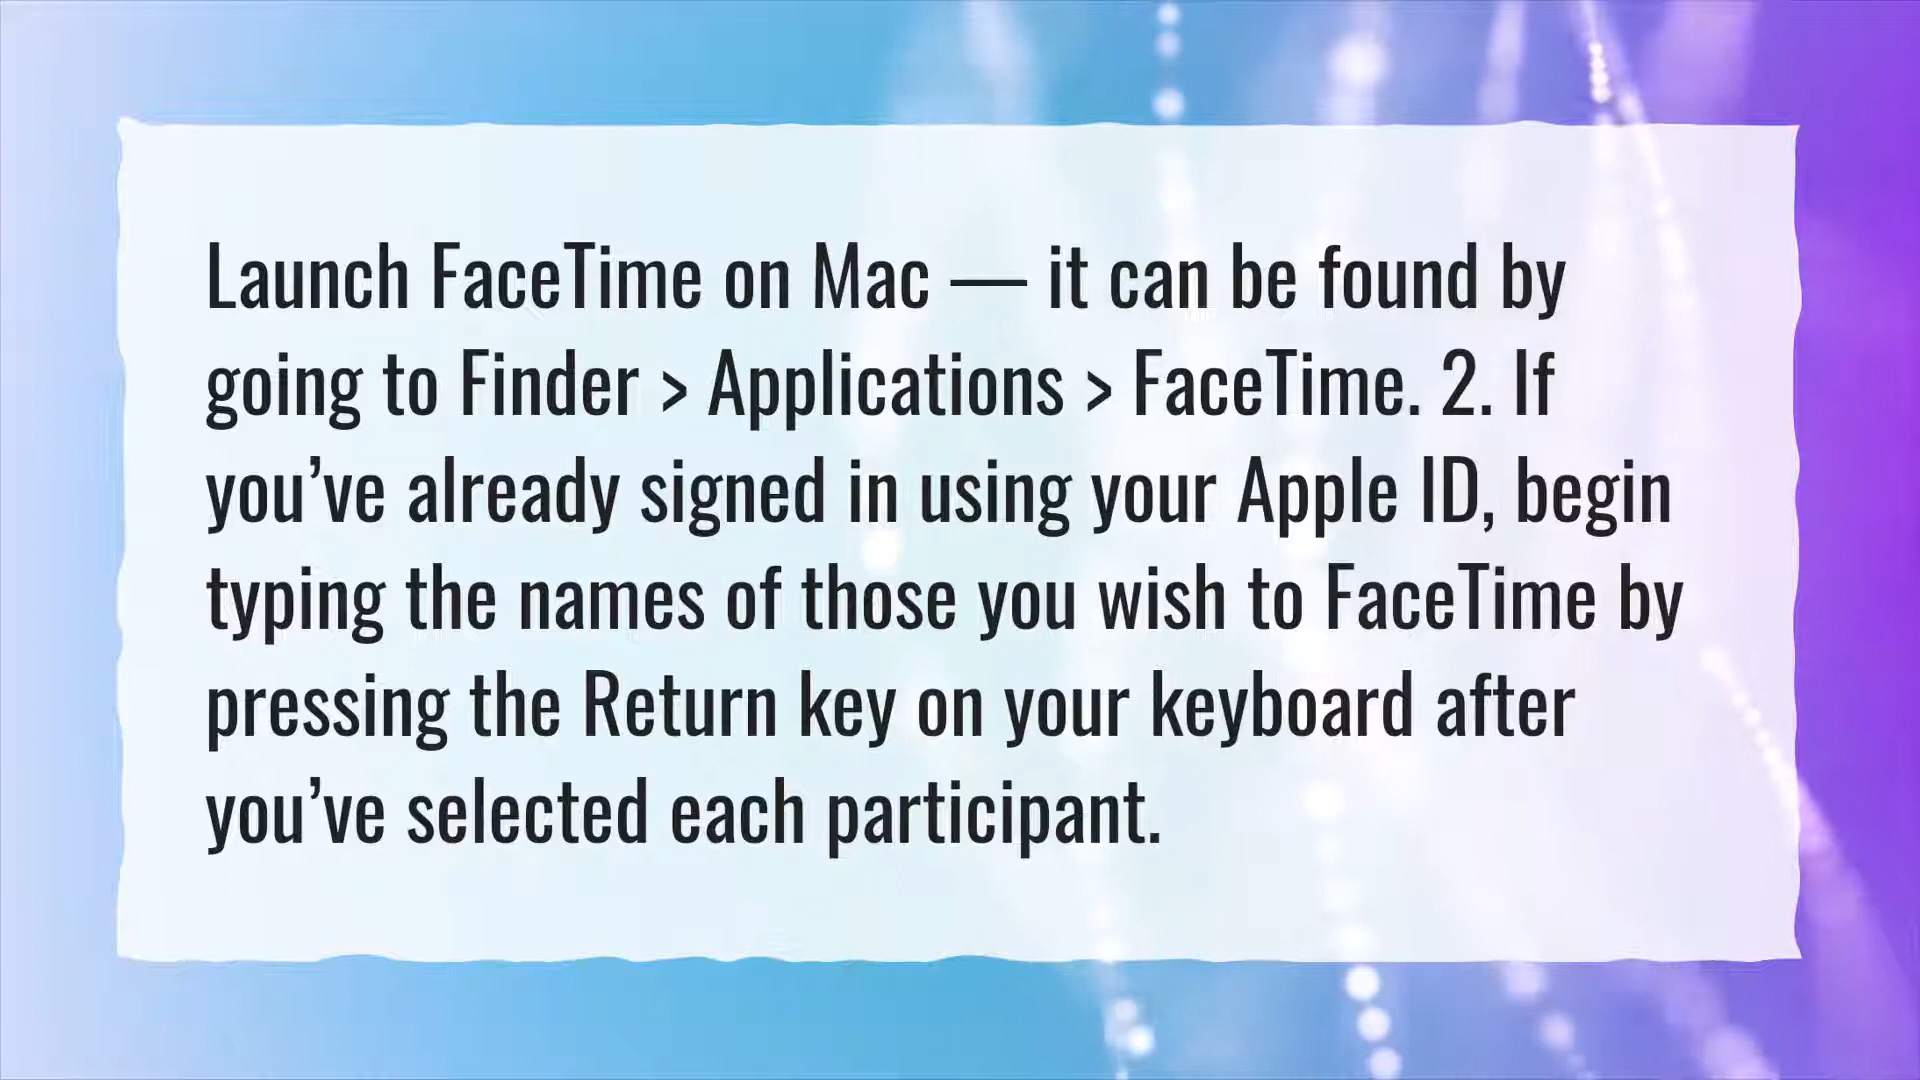 Launch FaceTime on Mac — it can be found by
going to Finder > Applications > FaceTime. 2. If
you’ve already signed in using your Apple ID, begin
typing the names of those you wish to FaceTime by
pressing the Return key on your keyboard after
you’ve selected each participant.